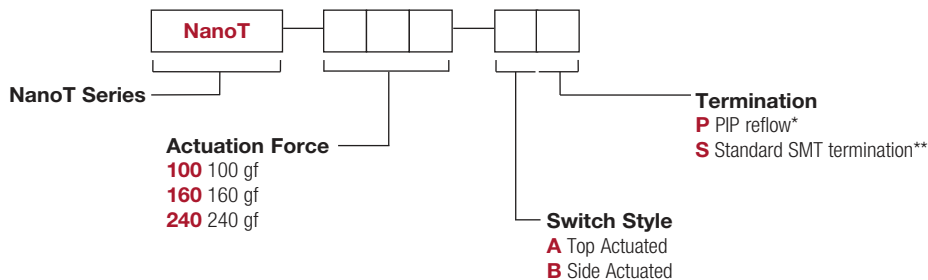 NanoT
NanoT Series
Actuation Force
100 100 gf
160 160 gf
240 240 gf
Switch Style
A Top Actuated
B Side Actuated
Termination
P PIP reflow*
S Standard SMT termination**